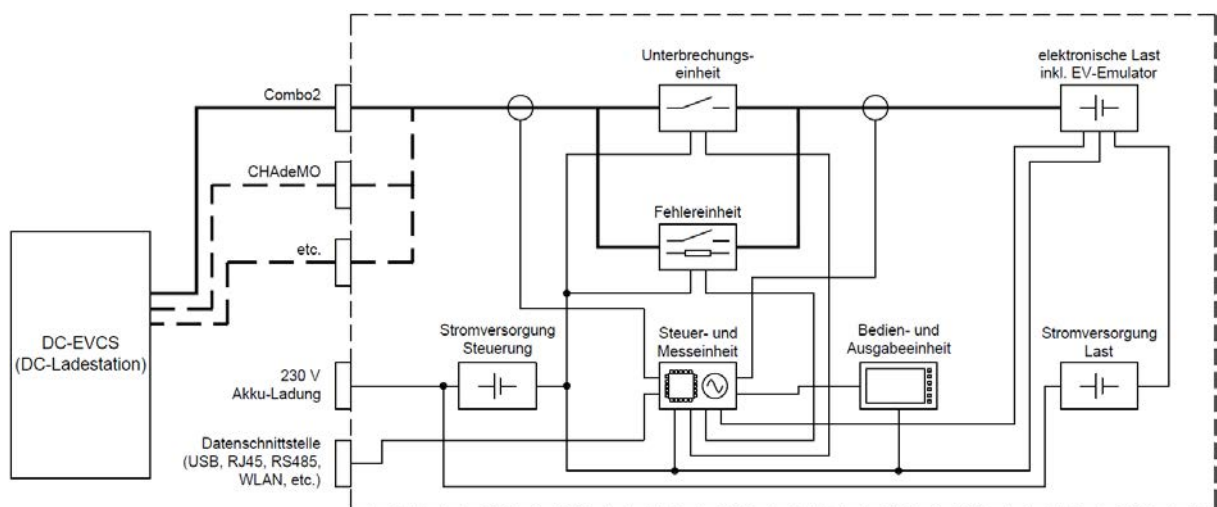 Unterbrechungs-
einheit
elektronische Last
inkl. EV-Emulator
Combo2
CHAdeMO
Fehlereinheit
etc.
DC-EVCS
(DC-Ladestation)
Stromversorgung
Steuerung
Steuer- und
Messeinheit
Bedien- und
Ausgabeeinheit
Stromversorgung
Last
230 V
Akku-Ladung
Datenschnittstelle
(USB, RJ45, RS485,
WLAN, etc.)